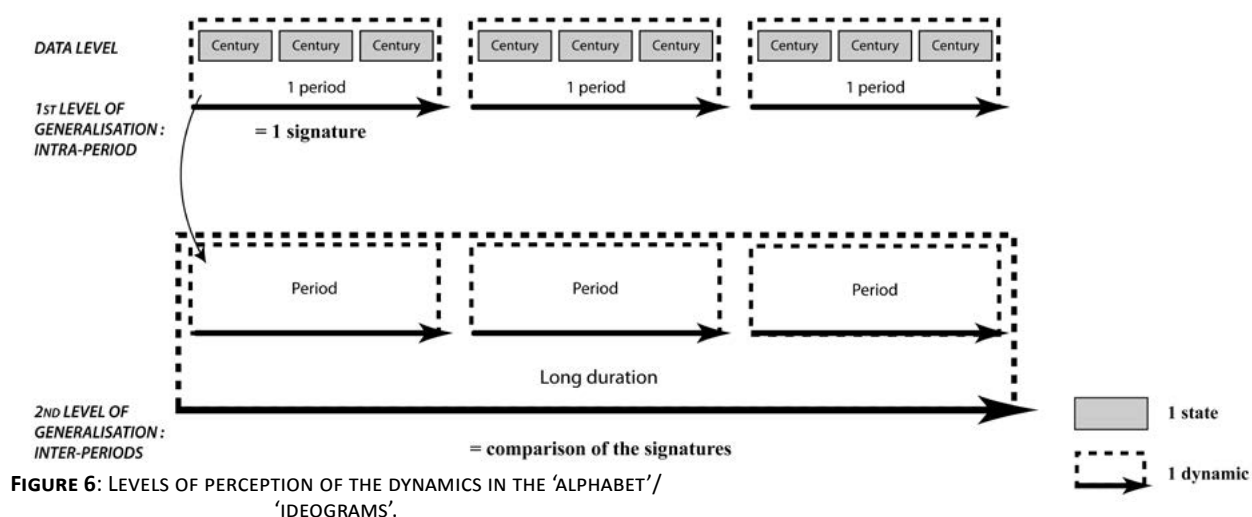 DATA LEVEL
Century Century Century
Century Century Century
Century Century Century
1 period
1 period
1 period
1ST LEVEL OF
GENERALISATION :
INTRA-PERIOD
= 1 signature
Period
Period
Period
Long duration
2ND LEVEL OF
GENERALISATION :
INTER-PERIODS
= comparison of the signatures
1 state
1 dynamic
FIGURE 6: LEVELS OF PERCEPTION OF THE DYNAMICS IN THE ‘ALPHABET’/
‘IDEOGRAMS’.